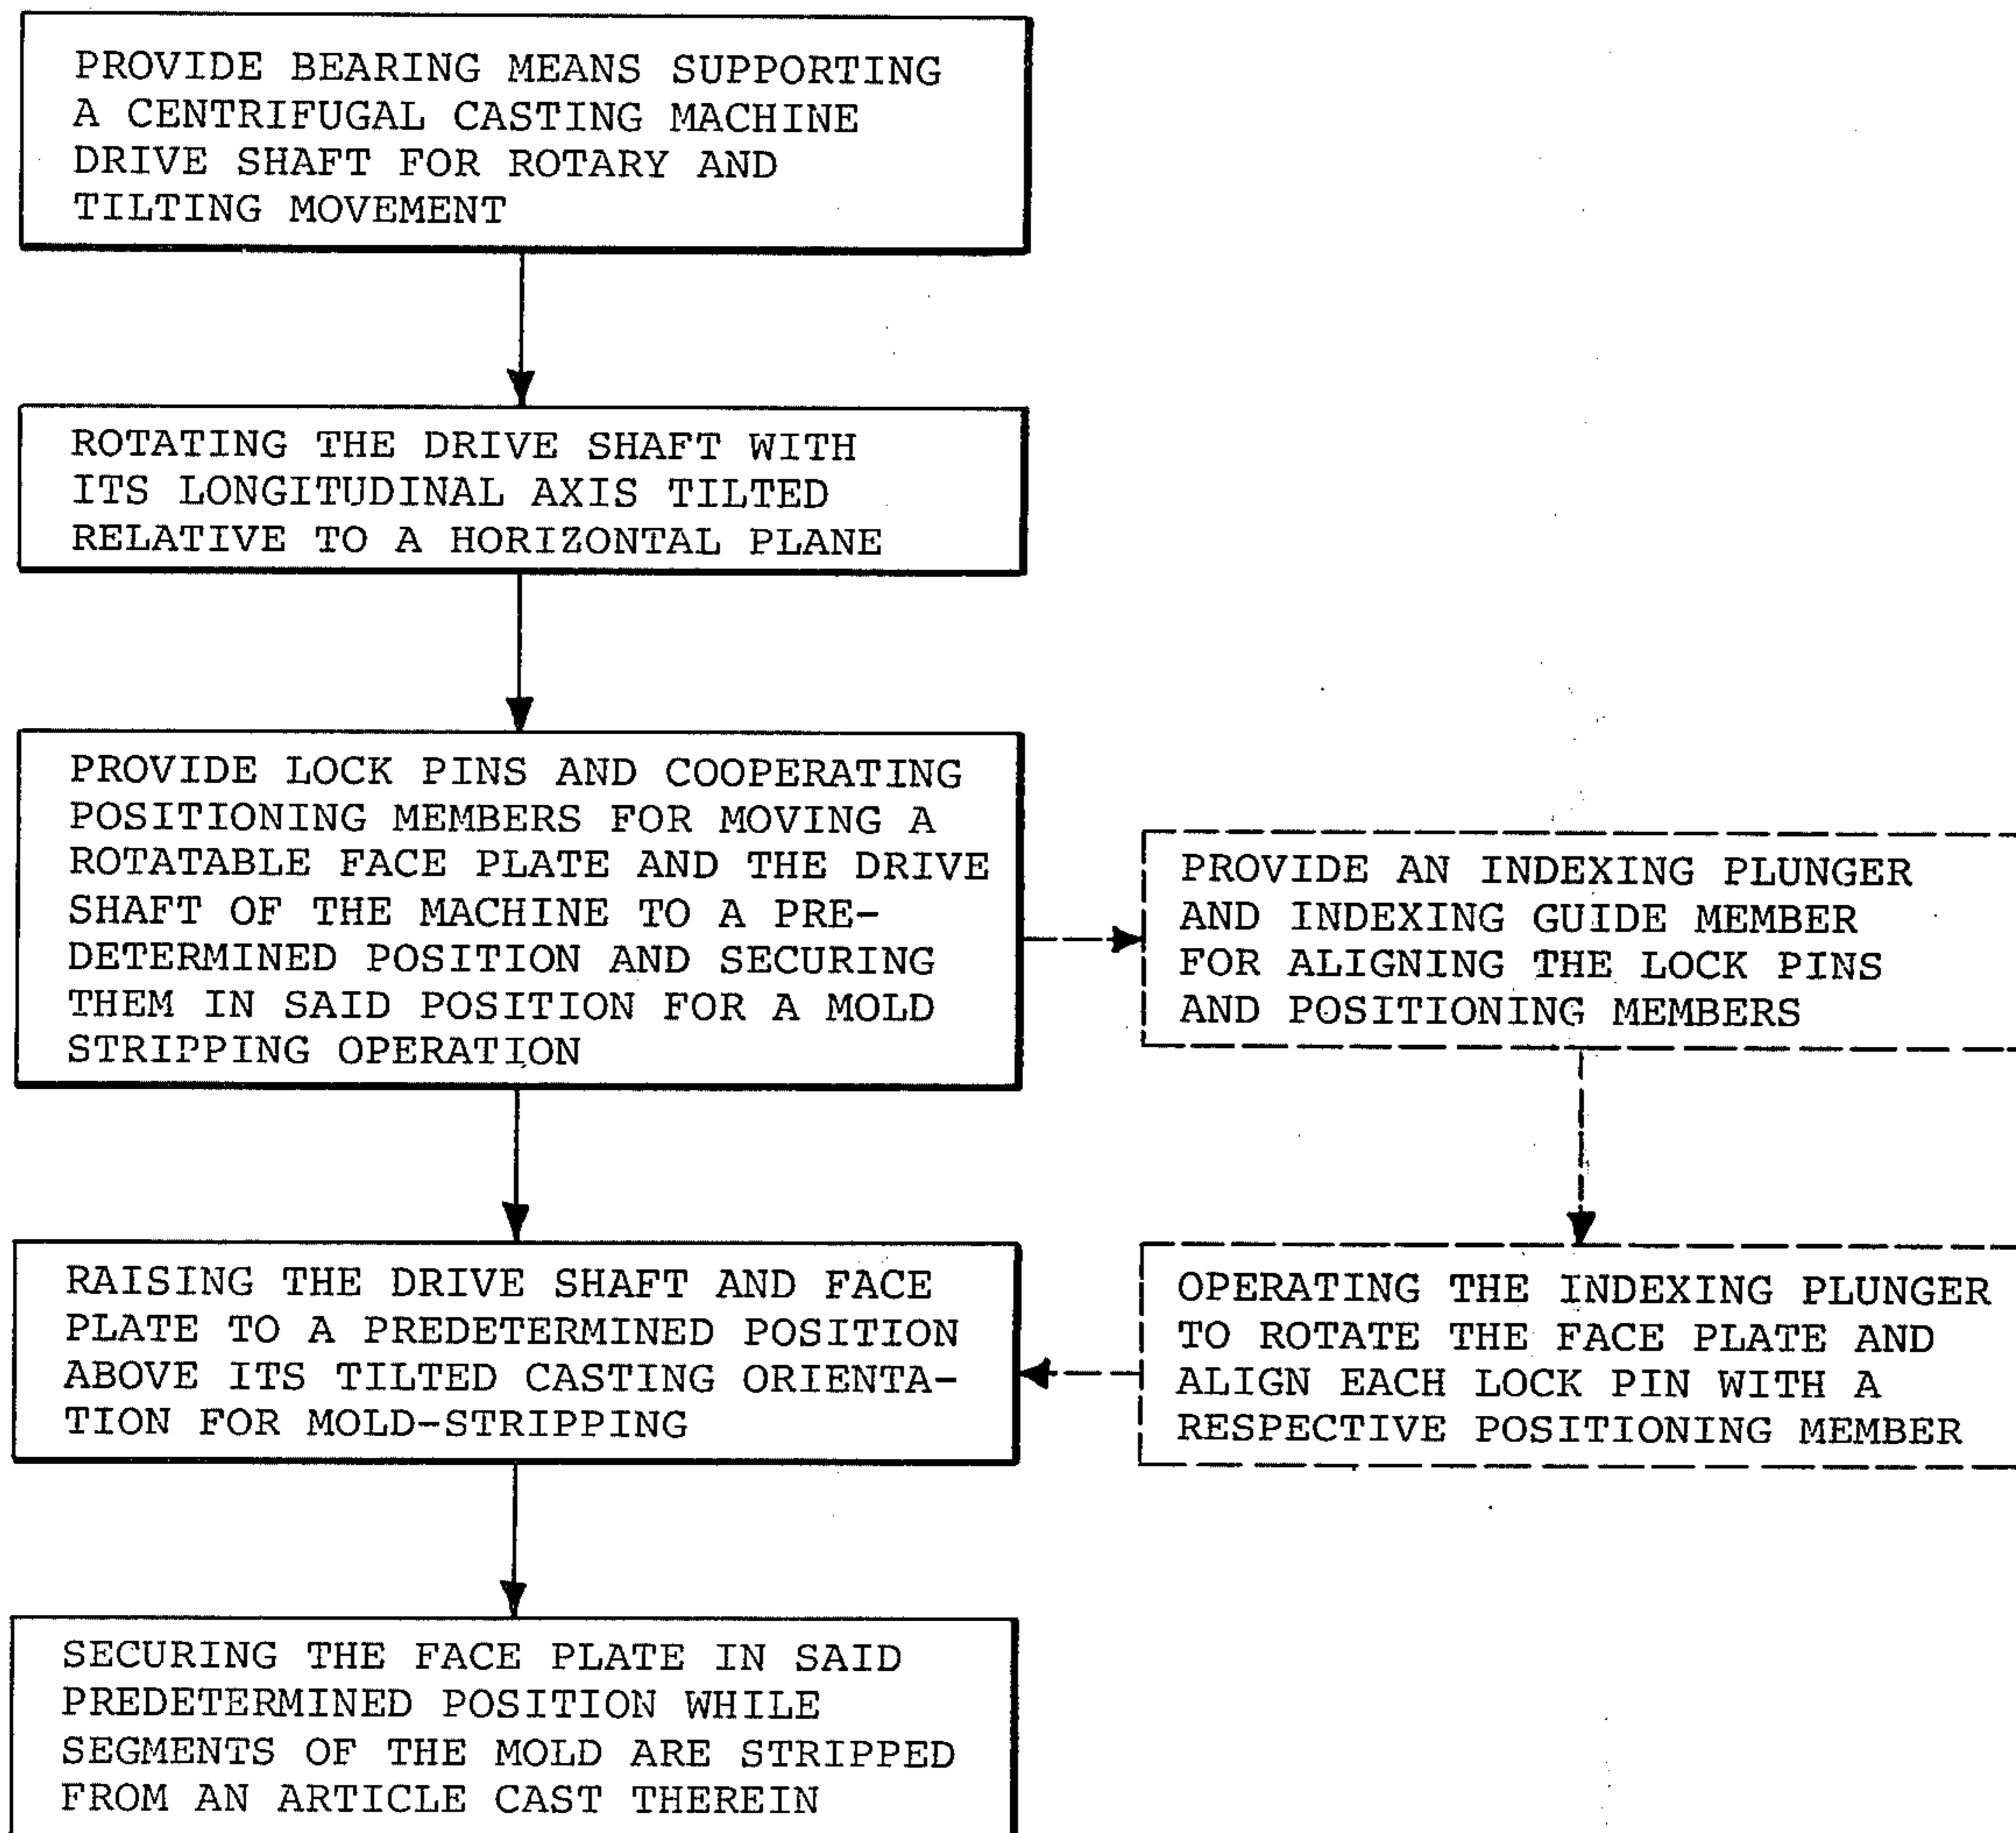 PROVIDE BEARING MEANS SUPPORTING
A CENTRIFUGAL CASTING MACHINE
DRIVE SHAFT FOR ROTARY AND
TILTING MOVEMENT
ROTATING THE DRIVE SHAFT WITH
ITS LONGITUDINAL AXIS TILTED
RELATIVE TO A HORIZONTAL PLANE
PROVIDE LOCK PINS AND COOPERATING
POSITIONING MEMBERS FOR MOVING A
ROTATABLE FACE PLATE AND THE DRIVE
SHAFT OF THE MACHINE TO A PRE-
DETERMINED POSITION AND SECURING
THEM IN SAID POSITION FOR A MOLD
STRIPPING OPERATION
PROVIDE AN INDEXING PLUNGER
AND INDEXING GUIDE MEMBER
FOR ALIGNING THE LOCK PINS
AND POSITIONING MEMBERS
OPERATING THE INDEXING PLUNGER
TO ROTATE THE FACE PLATE AND
ALIGN EACH LOCK PIN WITH A
RESPECTIVE POSITIONING MEMBER
RAISING THE DRIVE SHAFT AND FACE
PLATE TO A PREDETERMINED POSITION
ABOVE ITS TILTED CASTING ORIENTA-
TION FOR MOLD-STRIPPING
SECURING THE FACE PLATE IN SAID
PREDETERMINED POSITION WHILE
SEGMENTS OF THE MOLD ARE STRIPPED
FROM AN ARTICLE CAST THEREIN